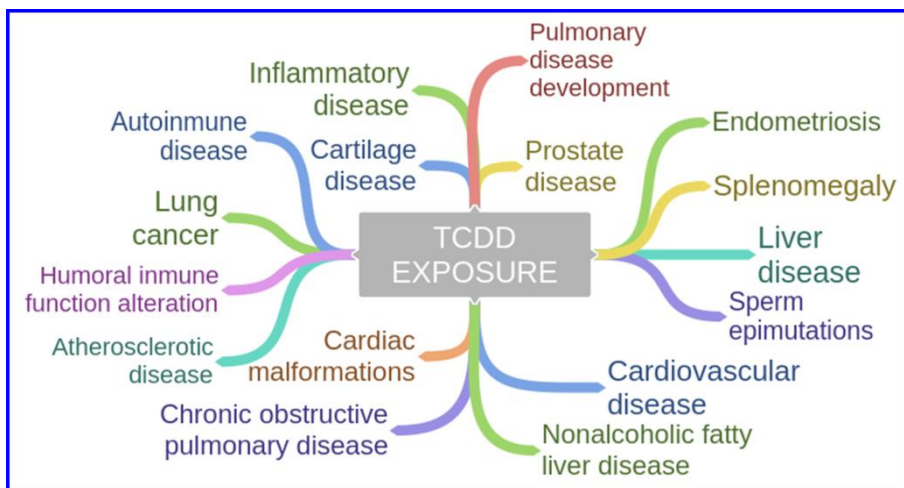 Pulmonary
disease
development
Inflammatory
disease
Autoinmune
disease
Cartilage
disease
Prostate
disease
Endometriosis
Splenomegaly
Lung
cancer
TCDD
EXPOSURE
Liver
disease
Humoral inmune
function alteration
Sperm
epimutations
Atherosclerotic
disease
Cardiac
malformations
Cardiovascular
disease
Chronic obstructive
pulmonary disease
Nonalcoholic fatty
liver disease